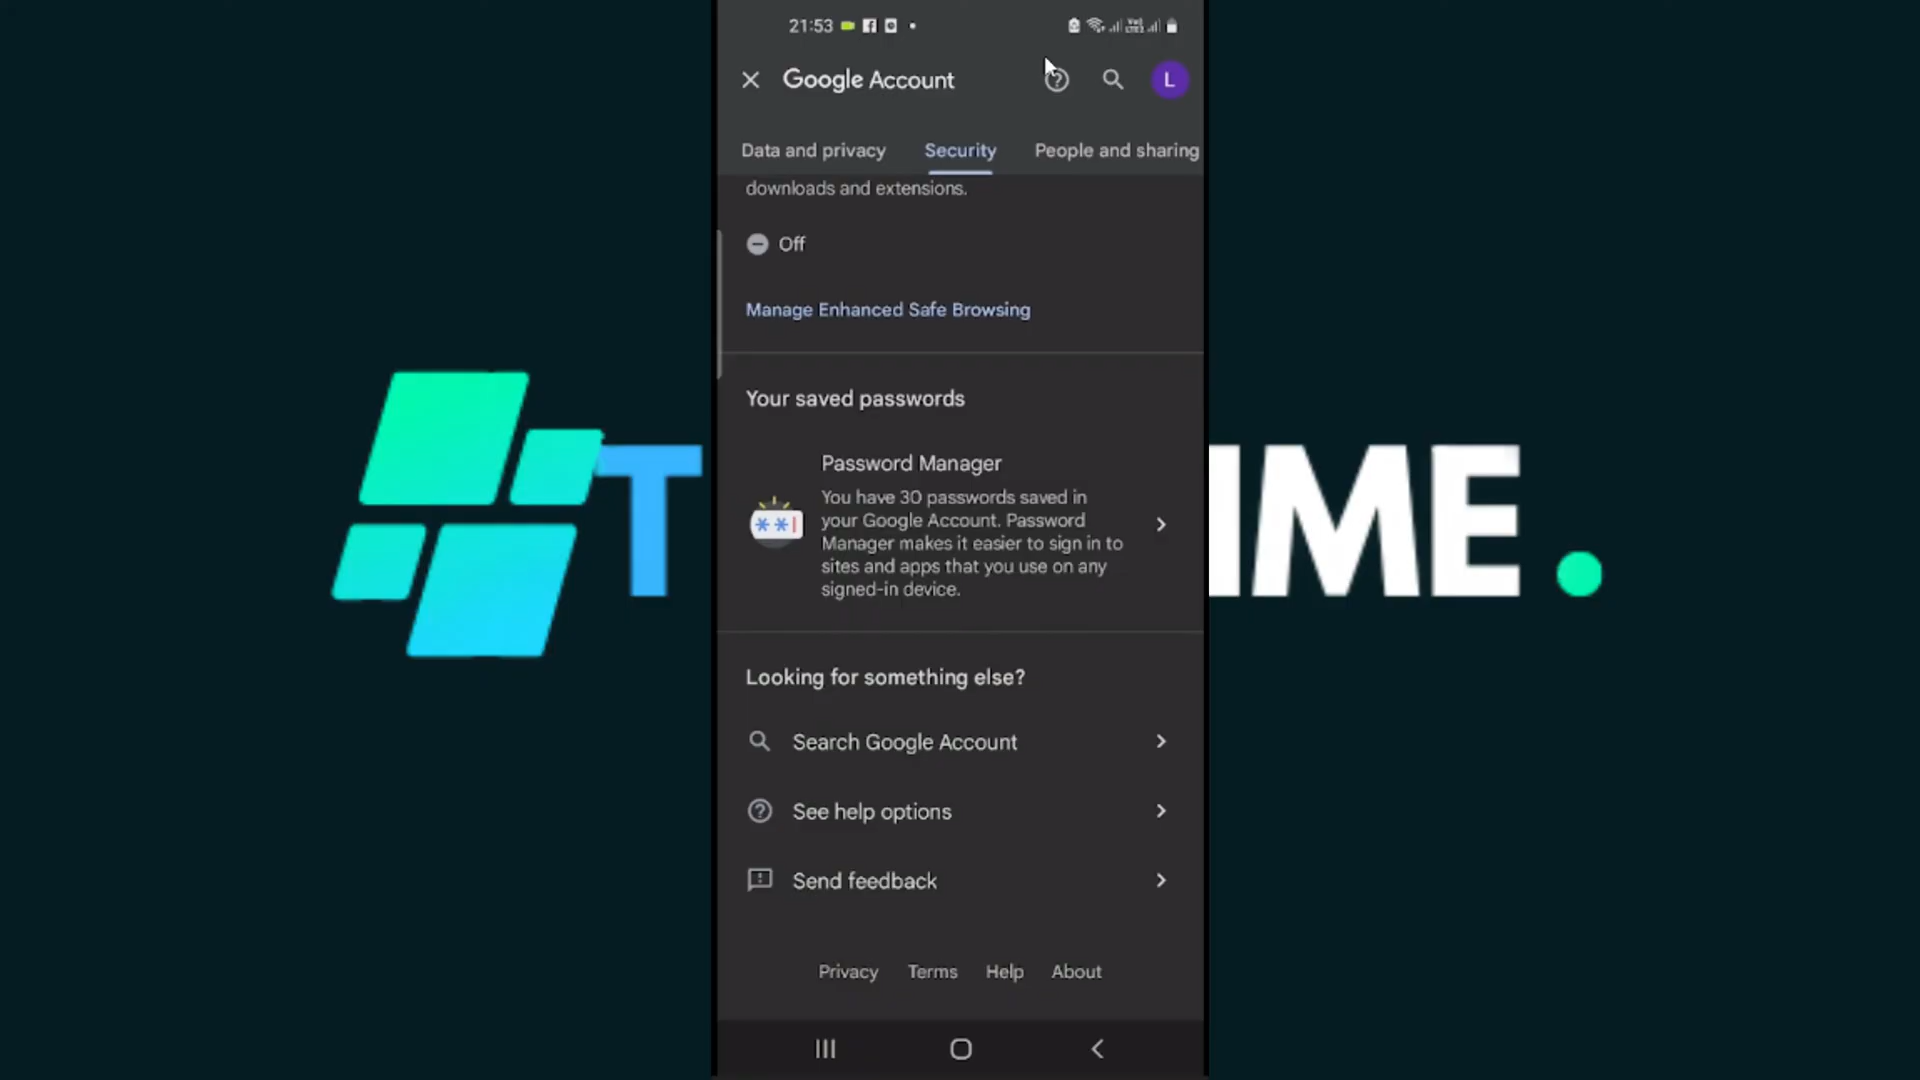 21:53
Google Account
L
Data and privacy
Security
People and sharing
downloads and extensions.
Off
Manage Enhanced Safe Browsing
Your saved passwords
Password Manager
You have 30 passwords saved in
your Google Account. Password
Manager makes it easier to sign in to
sites and apps that you use on any
signed-in device.
T
IME.
Looking for something else?
Search Google Account
See help options
Send feedback
Privacy
Terms
Help
About